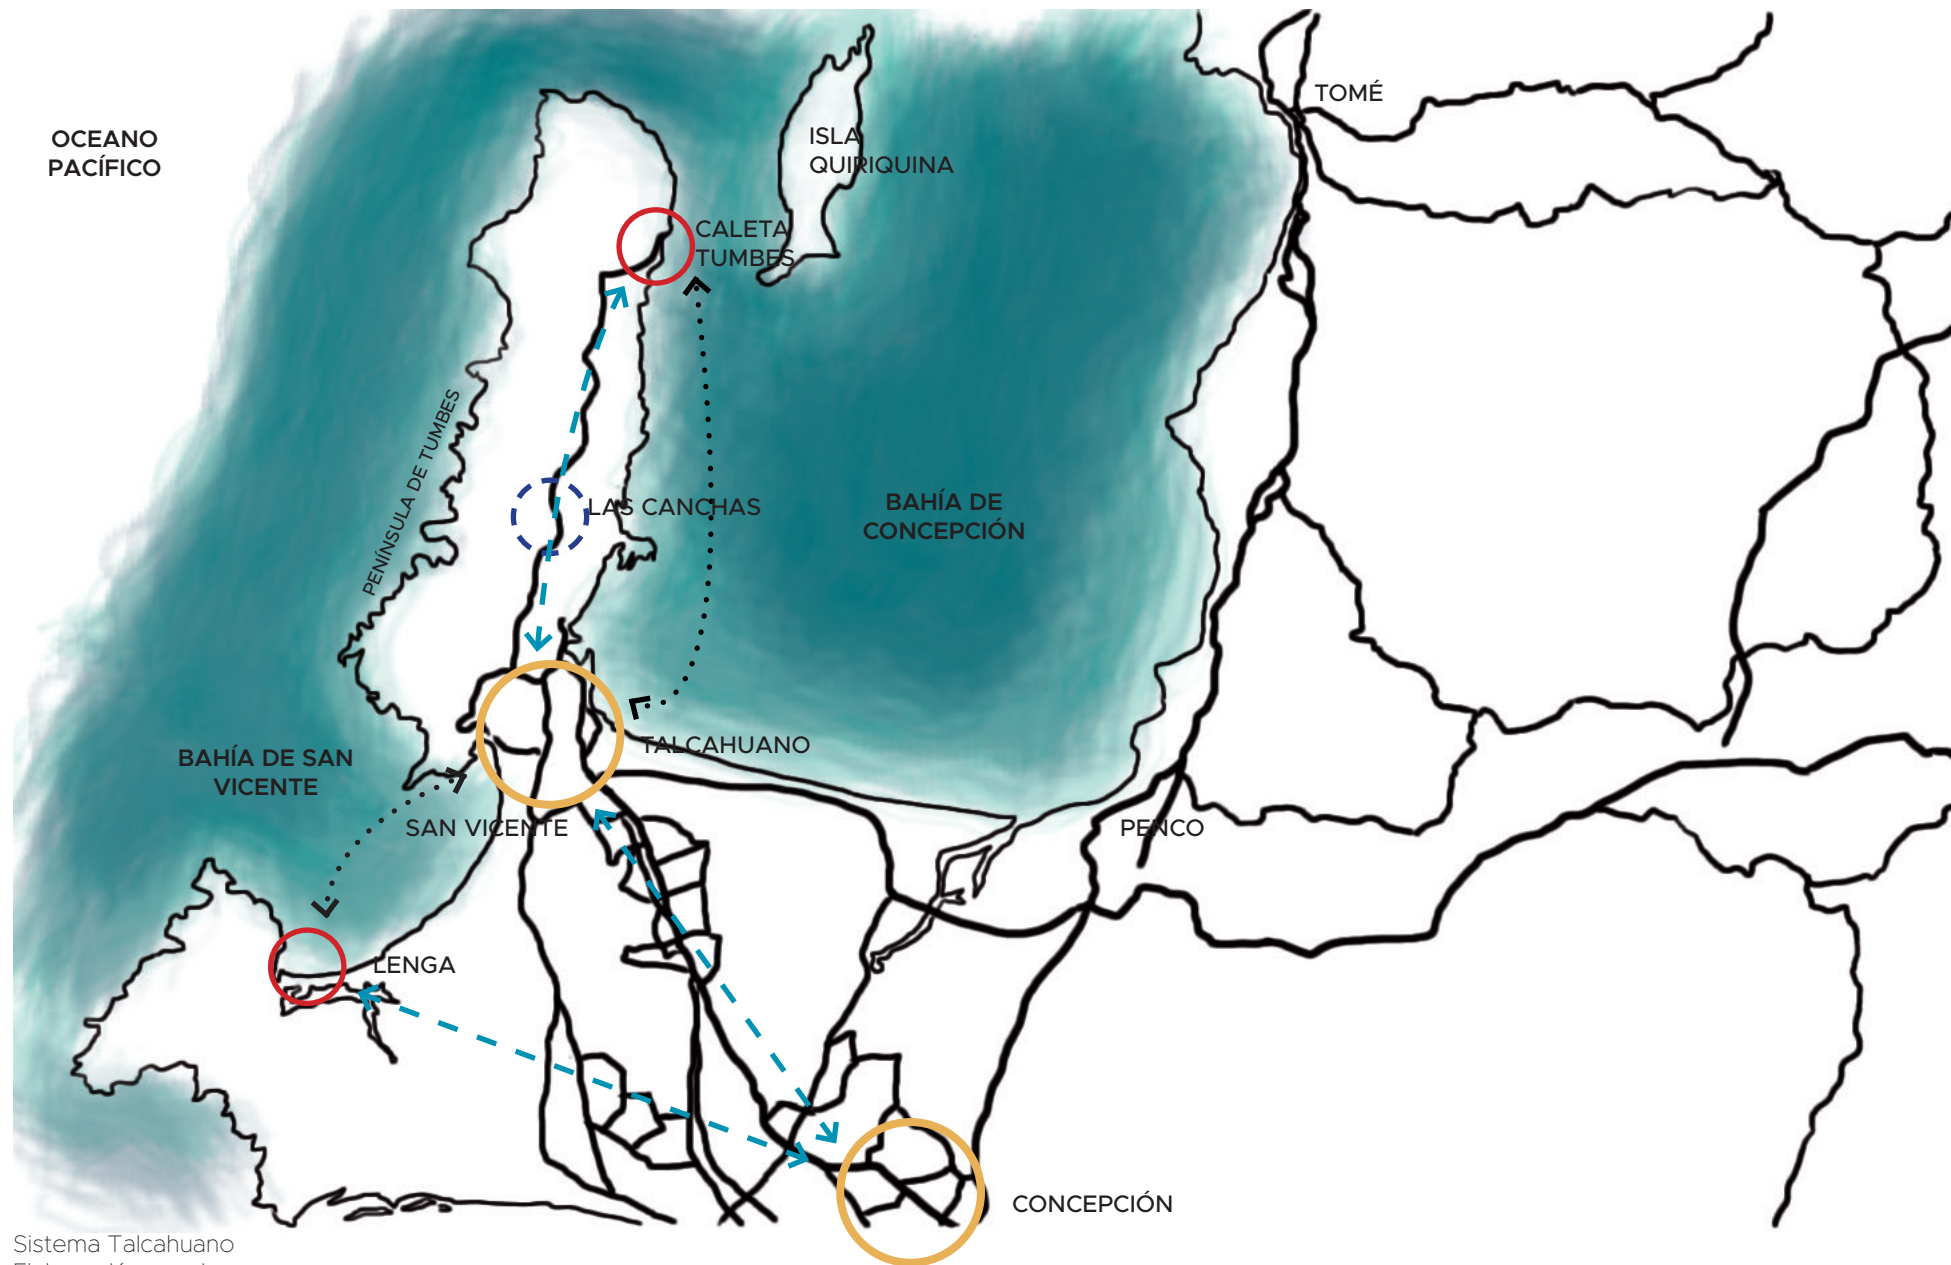 TOMÉ
OCEANO
PACÍFICO
ISLA
QUIRIQUINA
CALETA
TUMBES
PENÍNSULA DE TUMBES
LAS CANCHAS
BAHÍA DE
CONCEPCIÓN
TALCAHUANO
BAHÍA DE SAN
VICENTE
SAN VICENTE
PENCO
LENGA
CONCEPCIÓN
Sistema Talcahuano